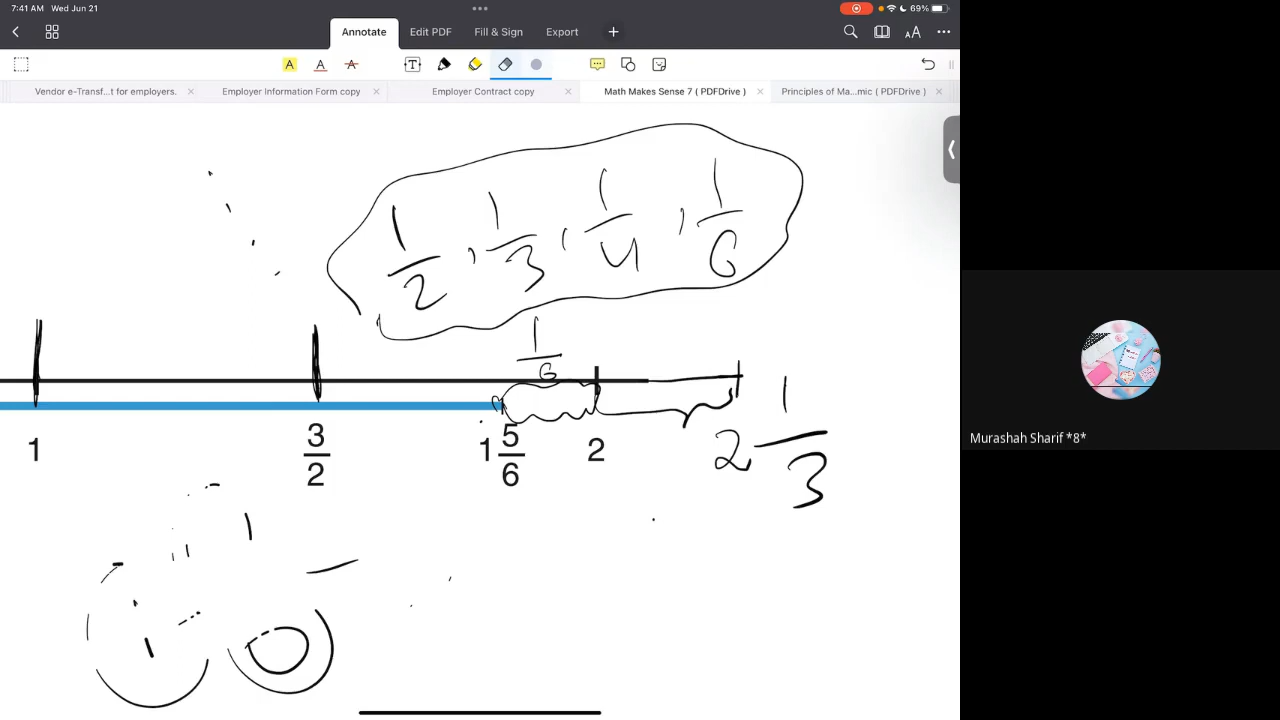 7:41 AM Wed Jun 21
69%
Annotate Edit PDF Fill & Sign Export
A A A T AA
Vendor e-Transf...t for employers. Employer Information Form copy Employer Contract copy Math Makes Sense 7 ( PDFDrive ) Principles of Ma...mic ( PDFDrive )
1/2 , 1/3 , 1/4 , 1/6
1/6
1 3/2 1 5/6 2 2 1/3
Murashah Sharif *8*